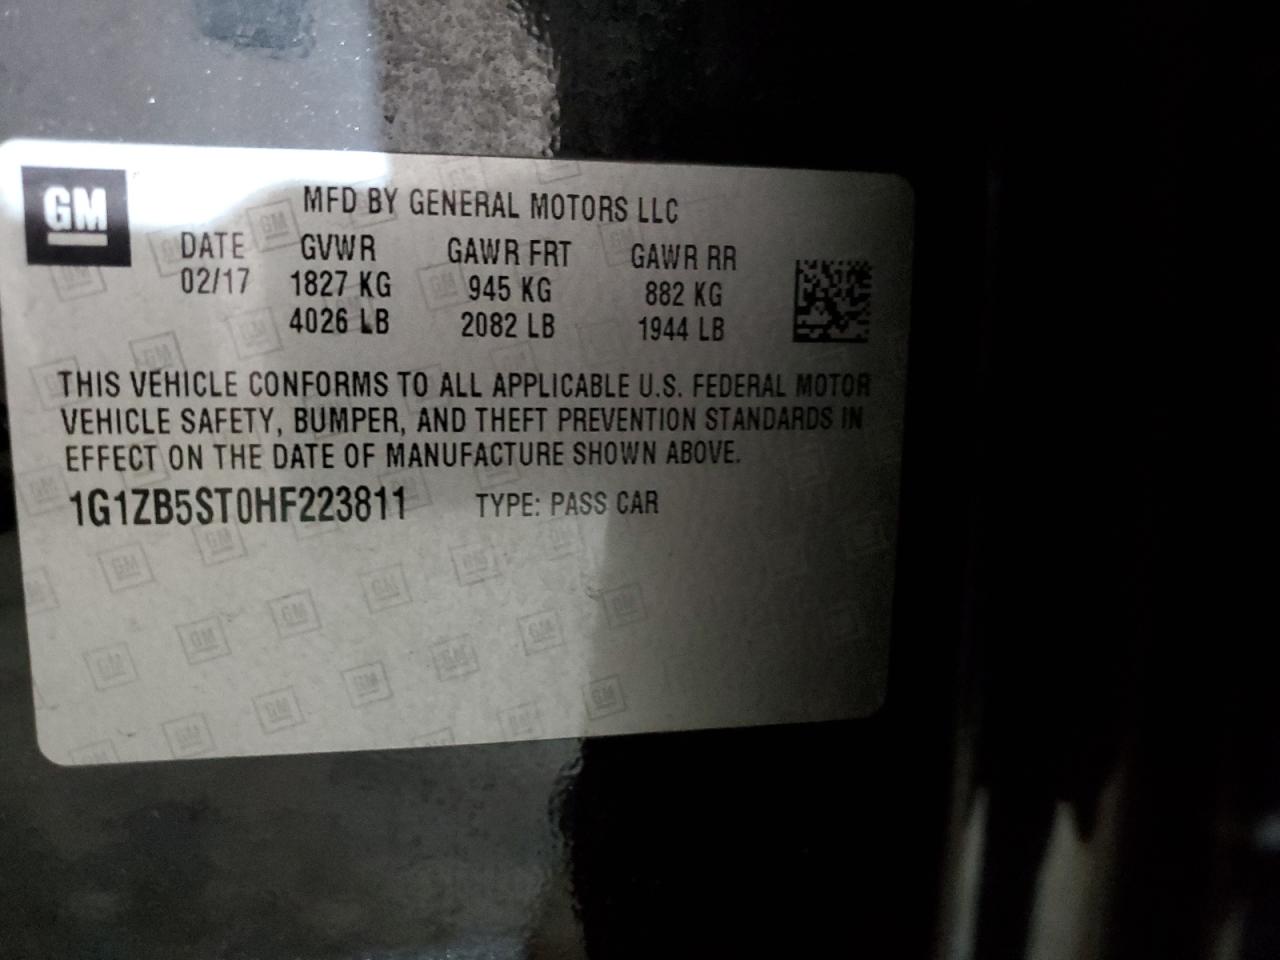 GM
MFD BY GENERAL MOTORS LLC
DATE GVWR GAWR FRT GAWR RR
02/17 1827 KG 945 KG 882 KG
4026 LB 2082 LB 1944 LB
THIS VEHICLE CONFORMS TO ALL APPLICABLE U.S. FEDERAL MOTOR
VEHICLE SAFETY, BUMPER, AND THEFT PREVENTION STANDARDS IN
EFFECT ON THE DATE OF MANUFACTURE SHOWN ABOVE.
1G1ZB5ST0HF223811 TYPE: PASS CAR